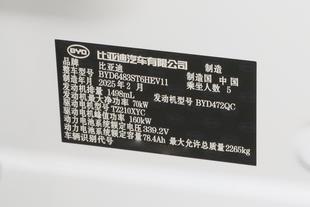 BYD 比亚迪汽车有限公司 制造
品牌 比亚迪 制造国 中国
整车型号 BYD6483ST6HEV11 乘坐人数 5
制造年月 2025年2月
发动机排量 1498mL 发动机型号 BYD472QC
发动机最大净功率 70kW
驱动电机型号 TZ210XYC
驱动电机峰值功率 160kW
动力电池系统额定电压 339.2V
动力电池系统额定容量 78.4Ah 最大允许总质量 2265kg
车辆识别代号